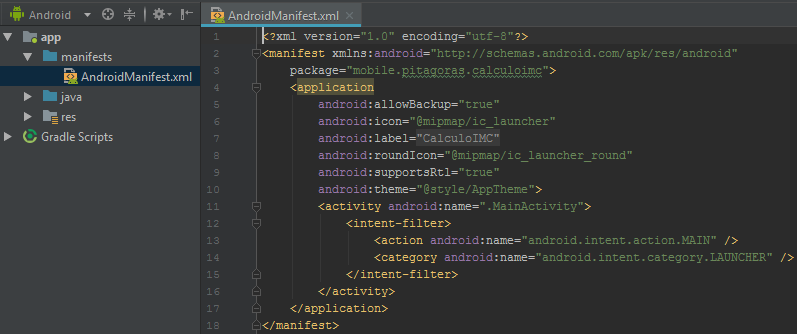 Android
app
manifests
AndroidManifest.xml
java
res
Gradle Scripts
AndroidManifest.xml
1 <?xml version="1.0" encoding="utf-8"?>
2 <manifest xmlns:android="http://schemas.android.com/apk/res/android"
3 package="mobile.pitagoras.calculoimc">
4 <application
5 android:allowBackup="true"
6 android:icon="@mipmap/ic_launcher"
7 android:label="CalculoIMC"
8 android:roundIcon="@mipmap/ic_launcher_round"
9 android:supportsRtl="true"
10 android:theme="@style/AppTheme">
11 <activity android:name=".MainActivity">
12 <intent-filter>
13 <action android:name="android.intent.action.MAIN" />
14 <category android:name="android.intent.category.LAUNCHER" />
15 </intent-filter>
16 </activity>
17 </application>
18 </manifest>